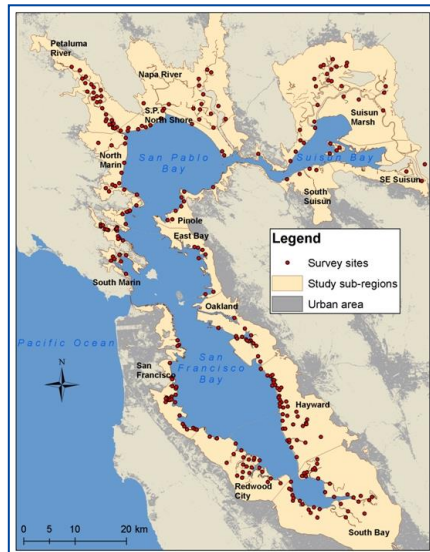 Petaluma
River
Napa River
S.P.
North Shore
Suisun
Marsh
North
Marin
San Pablo
Bay
Suisun Bay
South
Suisun
SE Suisun
Pinole
East Bay
South Marin
Legend
Survey sites
Study sub-regions
Urban area
Oakland
Pacific Ocean
N
San
Francisco
San
Francisco
Bay
Hayward
Redwood
City
South Bay
0 5 10 20 km